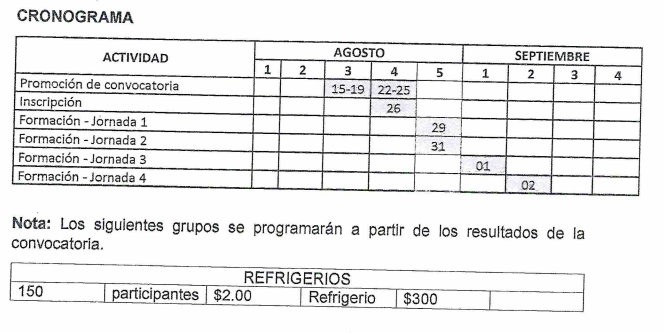 CRONOGRAMA
ACTIVIDAD AGOSTO SEPTIEMBRE
1 2 3 4 5 1 2 3 4
Promoción de convocatoria 15-19 22-25
Inscripción 26
Formación - Jornada 1 29
Formación - Jornada 2 31
Formación - Jornada 3 01
Formación - Jornada 4 02
Nota: Los siguientes grupos se programarán a partir de los resultados de la
convocatoria.
REFRIGERIOS
150 participantes $2.00 Refrigerio $300